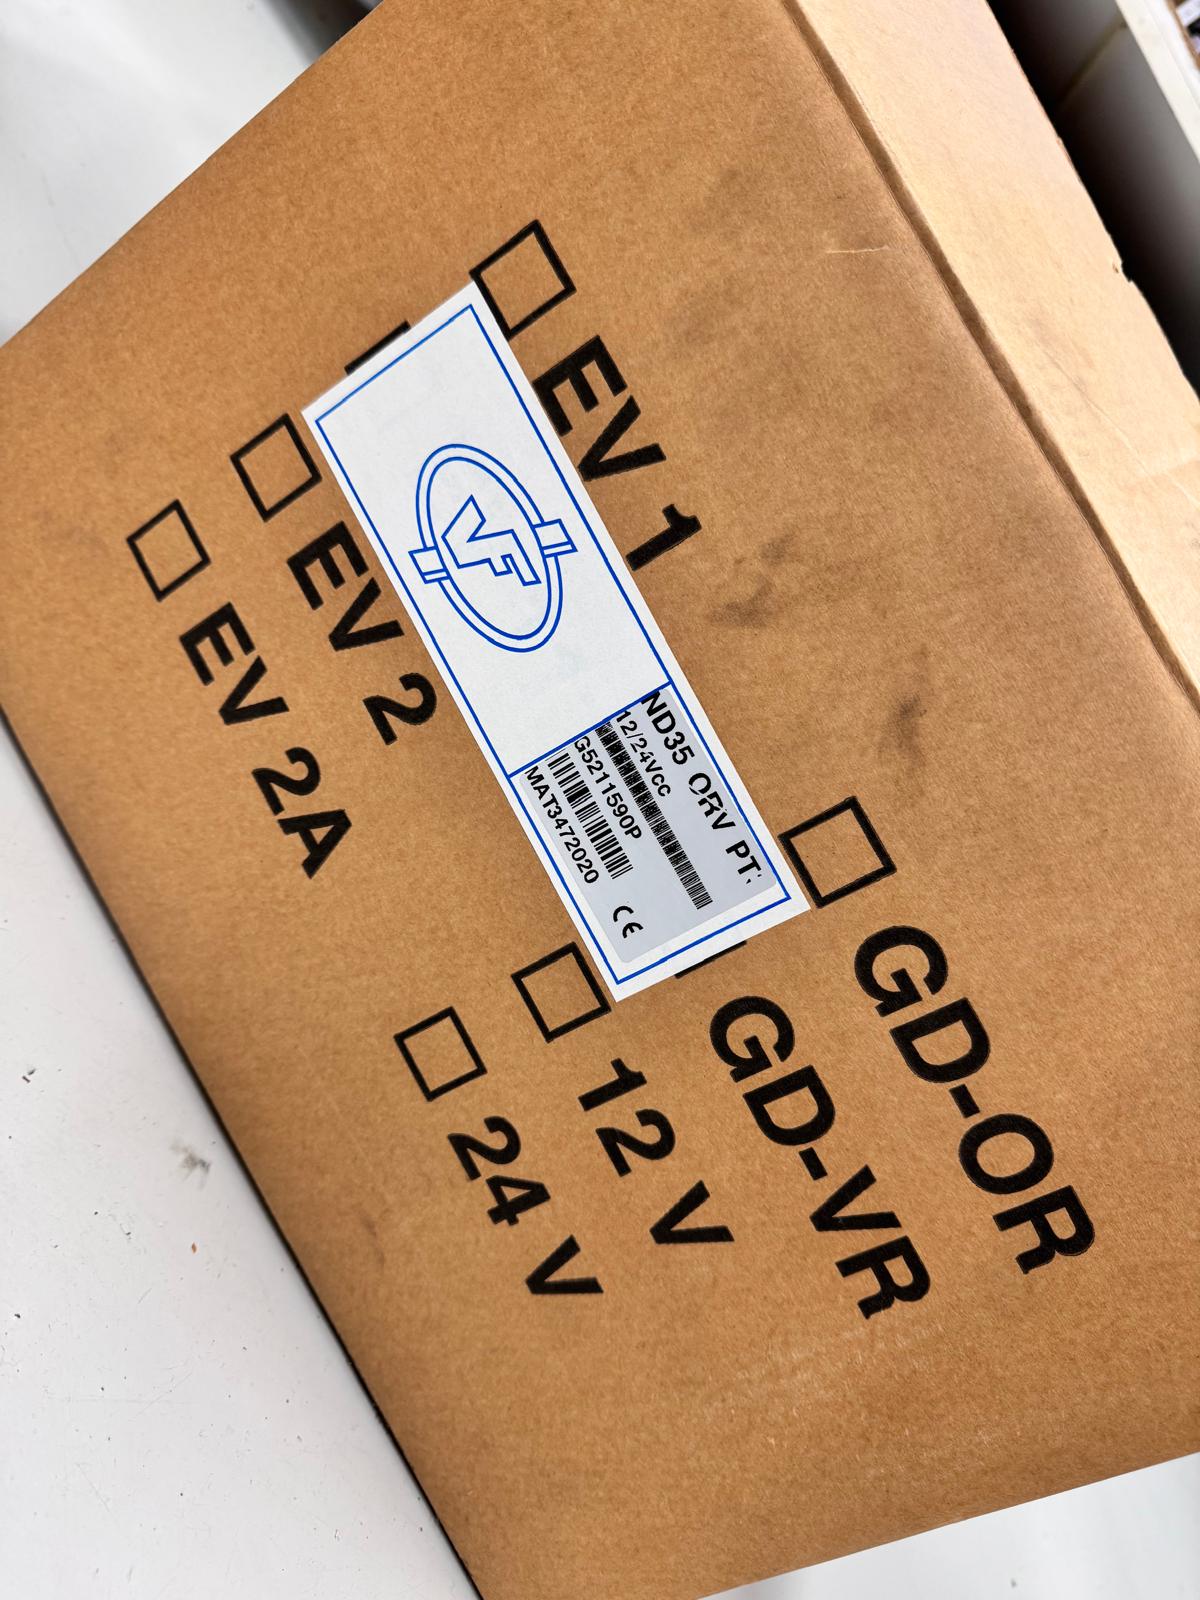 EV 1
EV 2
EV 2A
VF
ND35 ORV PT:
12/24Vcc
G5211590P
MAT3472020
CE
GD-OR
GD-VR
12 V
24 V